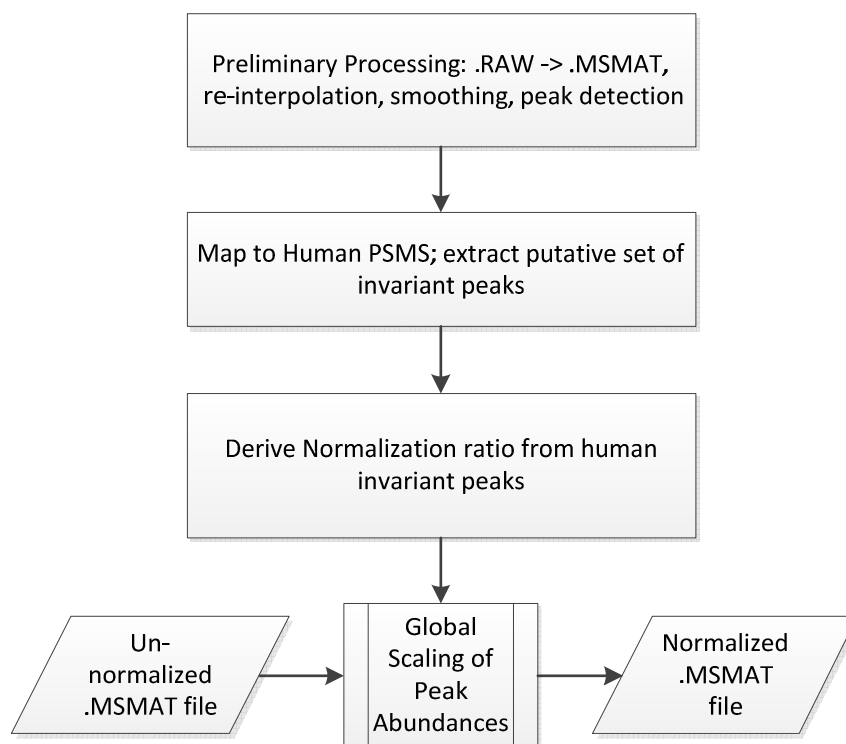 Preliminary Processing: .RAW -> .MSMAT,
re-interpolation, smoothing, peak detection
Map to Human PSMS; extract putative set of
invariant peaks
Derive Normalization ratio from human
invariant peaks
Un-
normalized
.MSMAT file
Global
Scaling of
Peak
Abundances
Normalized
.MSMAT
file